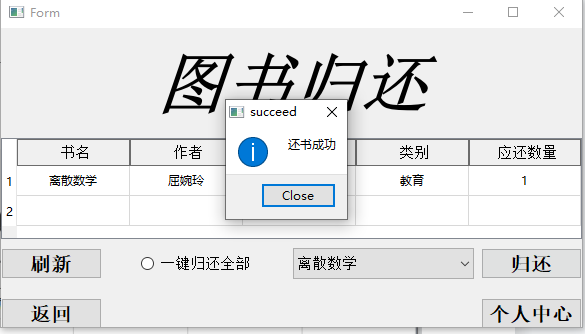 Form
图书归还
succeed
还书成功
Close
书名 作者 类别 应还数量
1 离散数学 屈婉玲 教育 1
2
刷新 一键归还全部 离散数学 归还
返回 个人中心